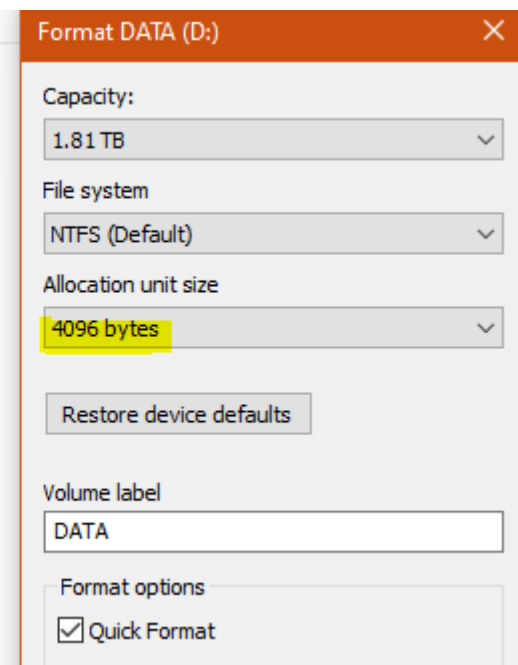 Format DATA (D:)
Capacity:
1.81 TB
File system
NTFS (Default)
Allocation unit size
4096 bytes
Restore device defaults
Volume label
DATA
Format options
Quick Format